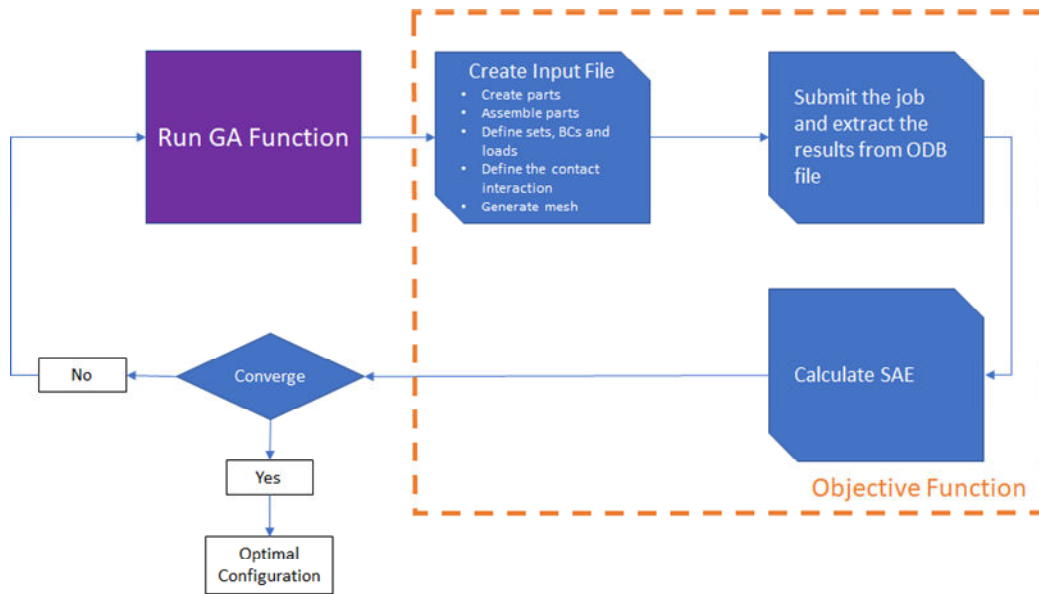 Run GA Function
Create Input File
• Create parts
• Assemble parts
• Define sets, BCs and
loads
• Define the contact
interaction
• Generate mesh
Submit the job
and extract the
results from ODB
file
Calculate SAE
Objective Function
Converge
No
Yes
Optimal
Configuration